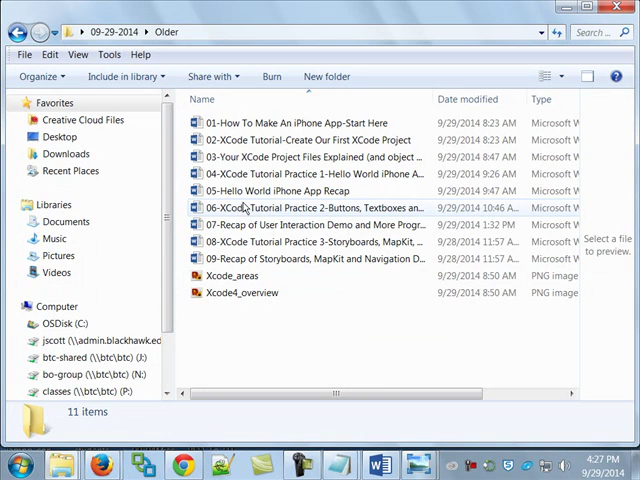 09-29-2014 Older Search...
File Edit View Tools Help
Organize Include in library Share with Burn New folder
Favorites
Creative Cloud Files
Desktop
Downloads
Recent Places
Libraries
Documents
Music
Pictures
Videos
Computer
OSDisk (C:)
jscott (\\admin.blackhawk.ed
btc-shared (\\btc\btc) (J:)
bo-group (\\btc\btc) (N:)
classes (\\btc\btc) (P:)
Name Date modified Type
01-How To Make An iPhone App-Start Here 9/29/2014 8:23 AM Microsoft W
02-XCode Tutorial-Create Our First XCode Project 9/29/2014 8:23 AM Microsoft W
03-Your XCode Project Files Explained (and object ... 9/29/2014 8:23 AM Microsoft W
04-XCode Tutorial Practice 1-Hello World iPhone A... 9/29/2014 9:26 AM Microsoft W
05-Hello World iPhone App Recap 9/29/2014 9:47 AM Microsoft W
06-XCode Tutorial Practice 2-Buttons, Textboxes an... 9/29/2014 10:46 A... Microsoft W
07-Recap of User Interaction Demo and More Progr... 9/29/2014 1:32 PM Microsoft W
08-XCode Tutorial Practice 3-Storyboards, MapKit, ... 9/28/2014 11:57 A... Microsoft W
09-Recap of Storyboards, MapKit and Navigation D... 9/28/2014 11:57 A... Microsoft W
Xcode_areas 9/29/2014 8:50 AM PNG image
Xcode4_overview 9/29/2014 8:50 AM PNG image
Select a file
to preview.
11 items
4:27 PM
9/29/2014